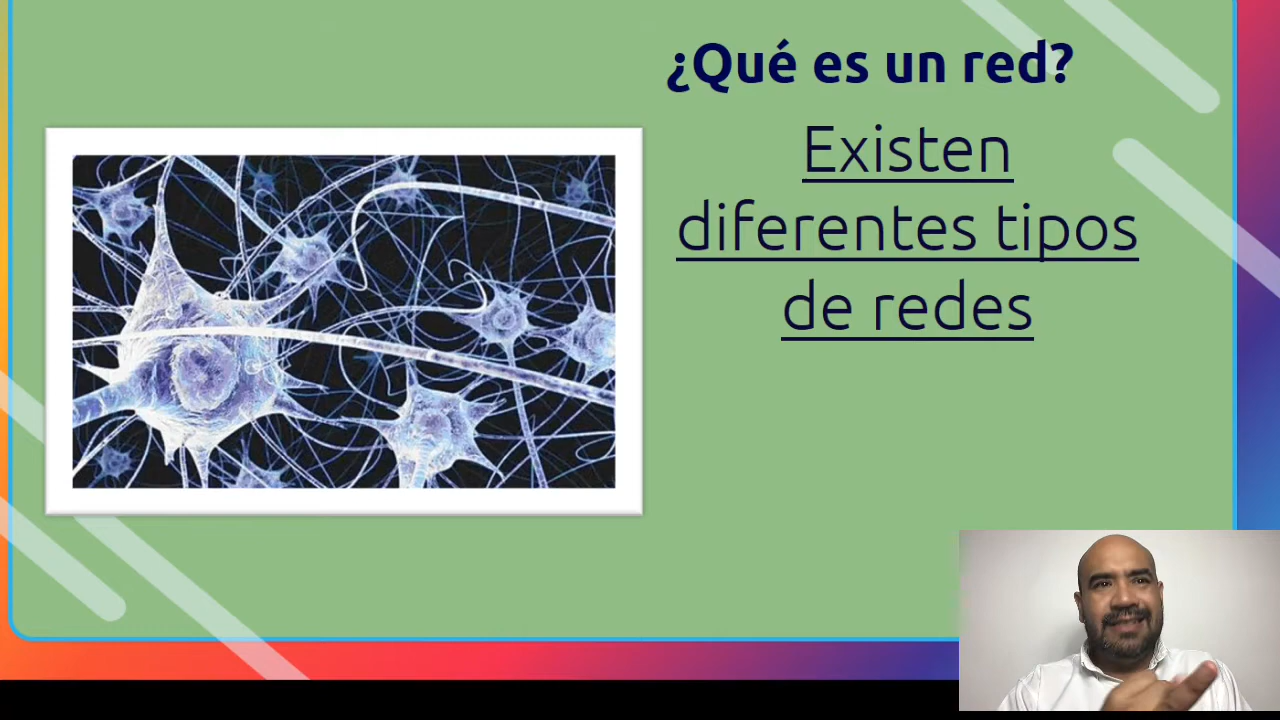 ¿Qué es un red?
Existen
diferentes tipos
de redes